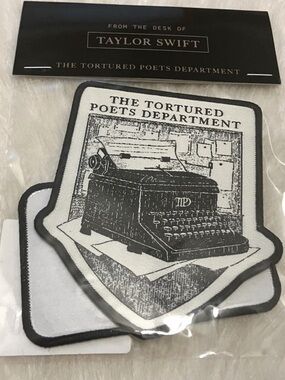 FROM THE DESK OF
TAYLOR SWIFT
THE TORTURED POETS DEPARTMENT
THE TORTURED
POETS DEPARTMENT
TTPD